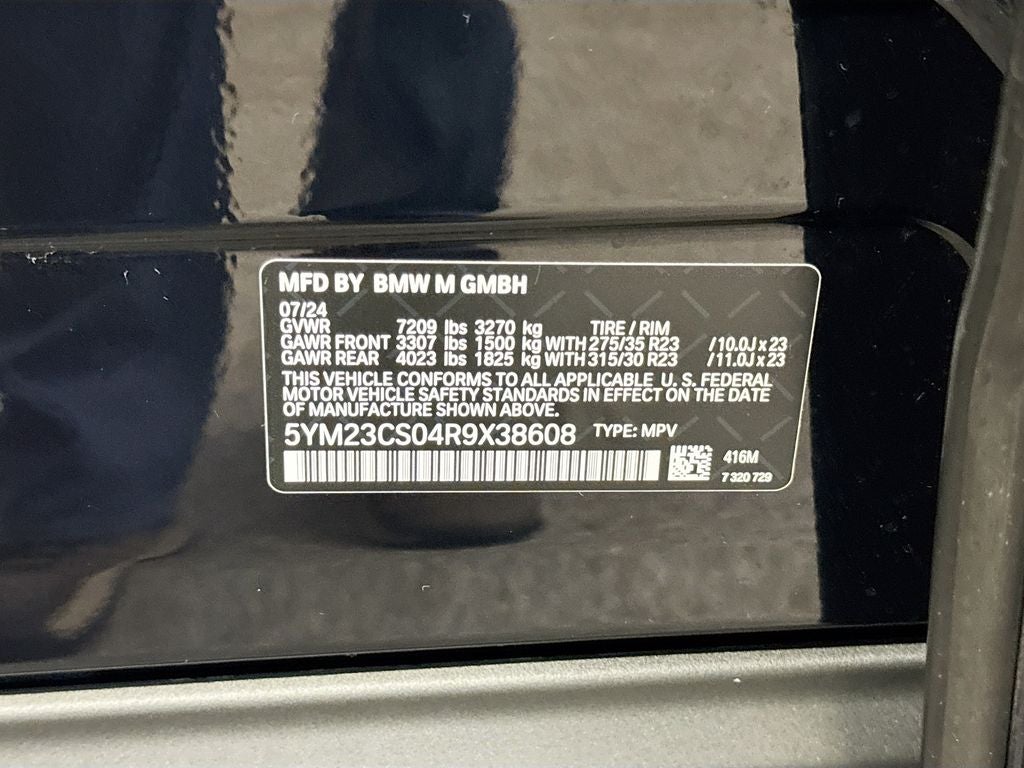 MFD BY BMW M GMBH
07/24
GVWR 7209 lbs 3270 kg TIRE / RIM
GAWR FRONT 3307 lbs 1500 kg WITH 275/35 R23 /10.0J x 23
GAWR REAR 4023 lbs 1825 kg WITH 315/30 R23 /11.0J x 23
THIS VEHICLE CONFORMS TO ALL APPLICABLE U. S. FEDERAL
MOTOR VEHICLE SAFETY STANDARDS IN EFFECT ON THE DATE
OF MANUFACTURE SHOWN ABOVE.
5YM23CS04R9X38608 TYPE: MPV
416M
7 320 729